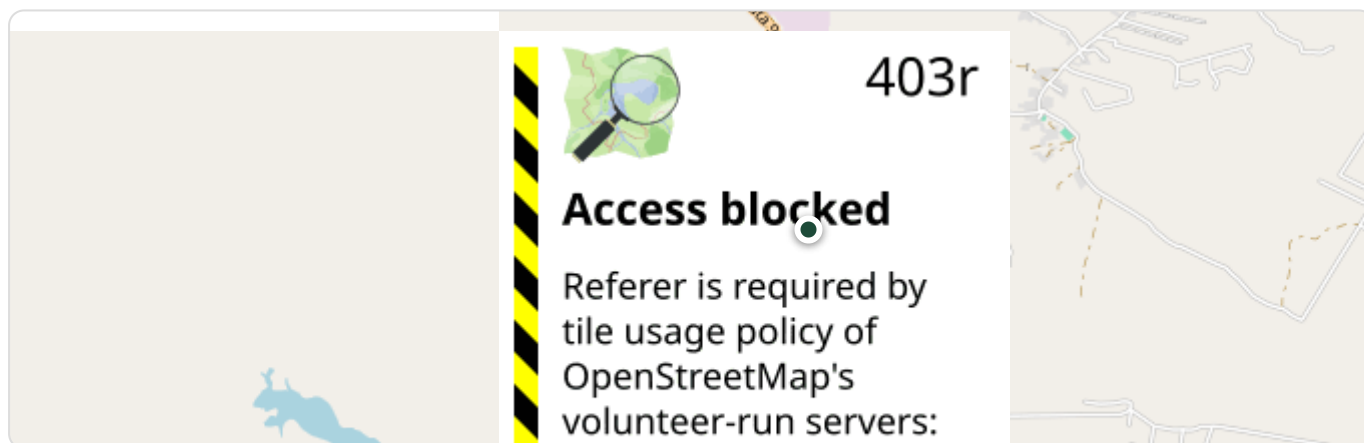 403r
Access blocked
Referer is required by
tile usage policy of
OpenStreetMap's
volunteer-run servers: